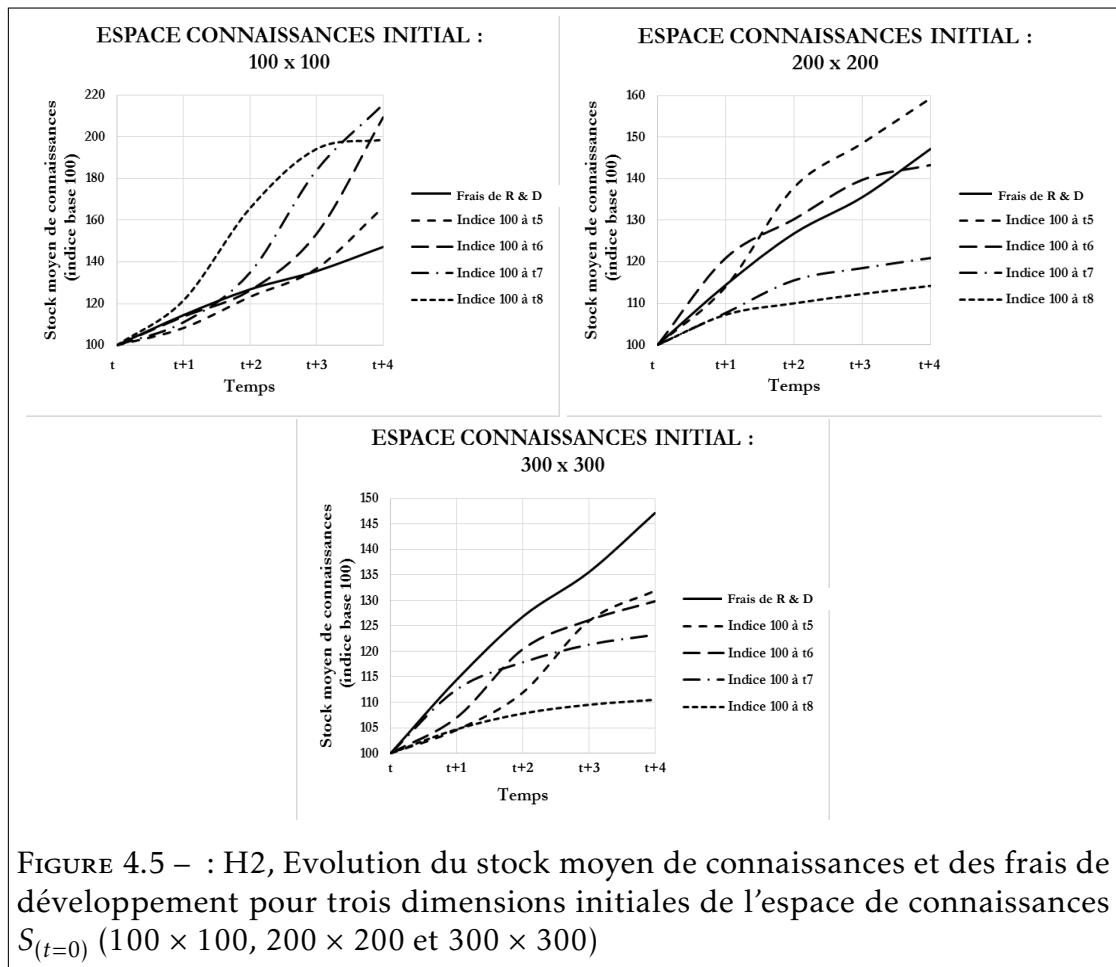 ESPACE CONNAISSANCES INITIAL :
100 x 100
Stock moyen de connaissances
(indice base 100)
220
200
180
160
140
120
100
t
t+1
t+2
t+3
t+4
Temps
Frais de R & D
Indice 100 à t5
Indice 100 à t6
Indice 100 à t7
Indice 100 à t8
ESPACE CONNAISSANCES INITIAL :
200 x 200
Stock moyen de connaissances
(indice base 100)
160
150
140
130
120
110
100
t
t+1
t+2
t+3
t+4
Temps
Frais de R & D
Indice 100 à t5
Indice 100 à t6
Indice 100 à t7
Indice 100 à t8
ESPACE CONNAISSANCES INITIAL :
300 x 300
Stock moyen de connaissances
(indice base 100)
150
145
140
135
130
125
120
115
110
105
100
t
t+1
t+2
t+3
t+4
Temps
Frais de R & D
Indice 100 à t5
Indice 100 à t6
Indice 100 à t7
Indice 100 à t8
FIGURE 4.5 – : H2, Evolution du stock moyen de connaissances et des frais de
développement pour trois dimensions initiales de l'espace de connaissances
S(t=0) (100 × 100, 200 × 200 et 300 × 300)